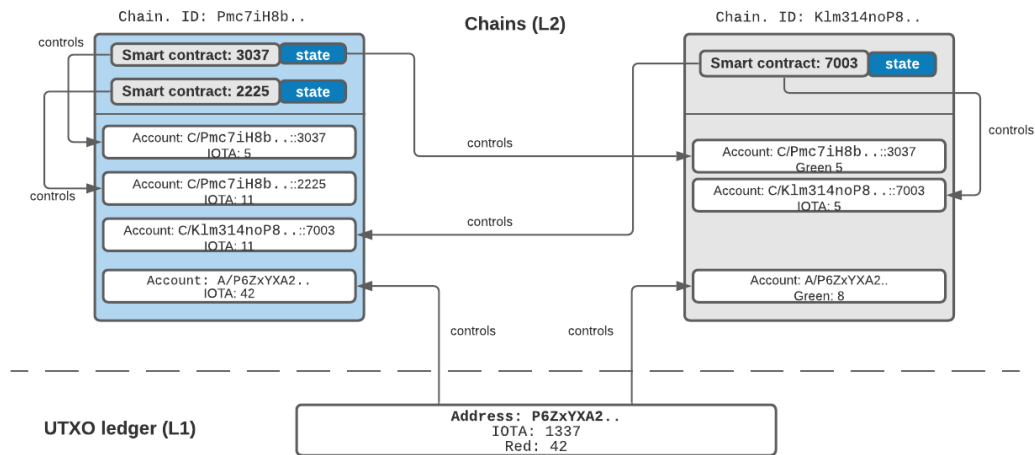 Chain. ID: Pmc7iH8b..
Chains (L2)
Chain. ID: Klm314noP8..
controls
Smart contract: 3037
state
Smart contract: 2225
state
Account: C/Pmc7iH8b..::3037
IOTA: 5
controls
Account: C/Pmc7iH8b..::2225
IOTA: 11
Account: C/Klm314noP8..::7003
IOTA: 11
Account: A/P6ZxYXA2..
IOTA: 42
controls
controls
controls
controls
Smart contract: 7003
state
controls
Account: C/Pmc7iH8b..::3037
Green 5
Account: C/Klm314noP8..::7003
IOTA: 5
Account: A/P6ZxYXA2..
Green: 8
UTXO ledger (L1)
Address: P6ZxYXA2..
IOTA: 1337
Red: 42